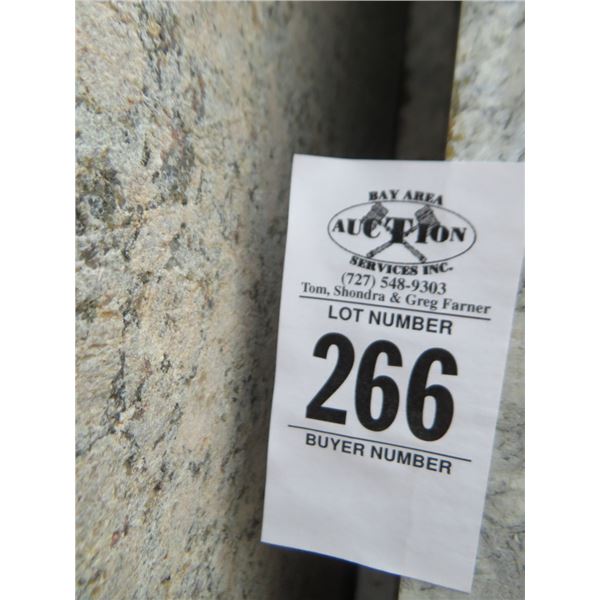 BAY AREA
AUCTION
SERVICES INC.
(727) 548-9303
Tom, Shondra & Greg Farner
LOT NUMBER
266
BUYER NUMBER